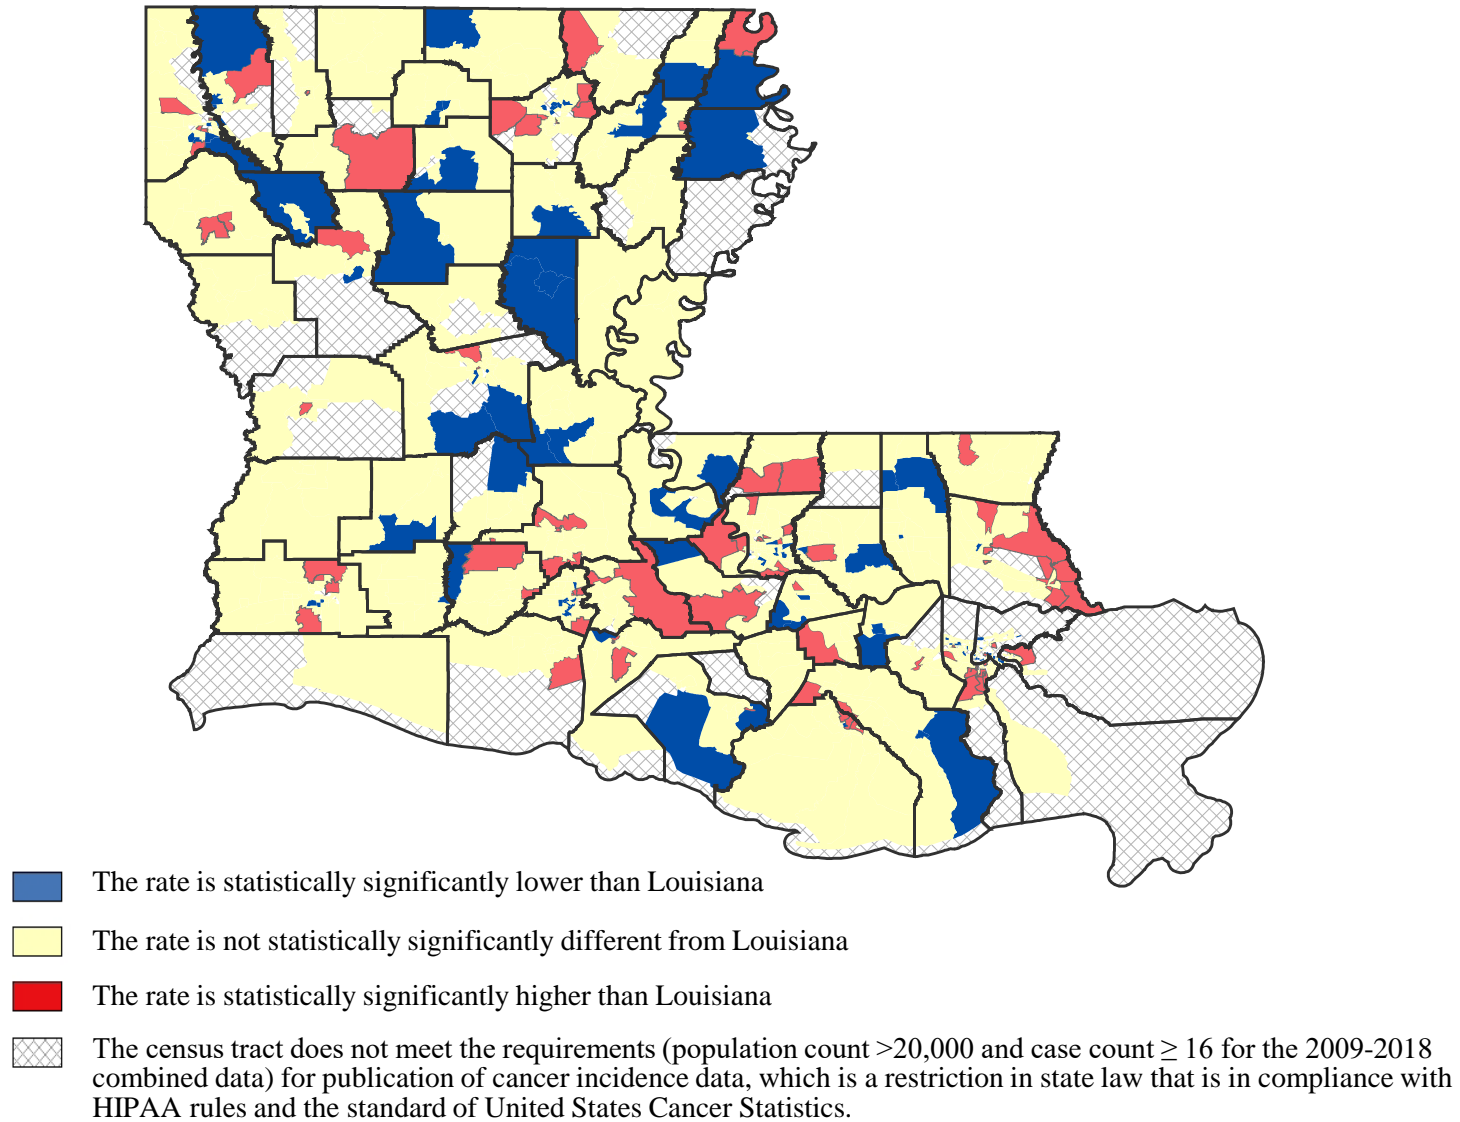 The rate is statistically significantly lower than Louisiana
The rate is not statistically significantly different from Louisiana
The rate is statistically significantly higher than Louisiana
The census tract does not meet the requirements (population count >20,000 and case count ≥ 16 for the 2009-2018
combined data) for publication of cancer incidence data, which is a restriction in state law that is in compliance with
HIPAA rules and the standard of United States Cancer Statistics.